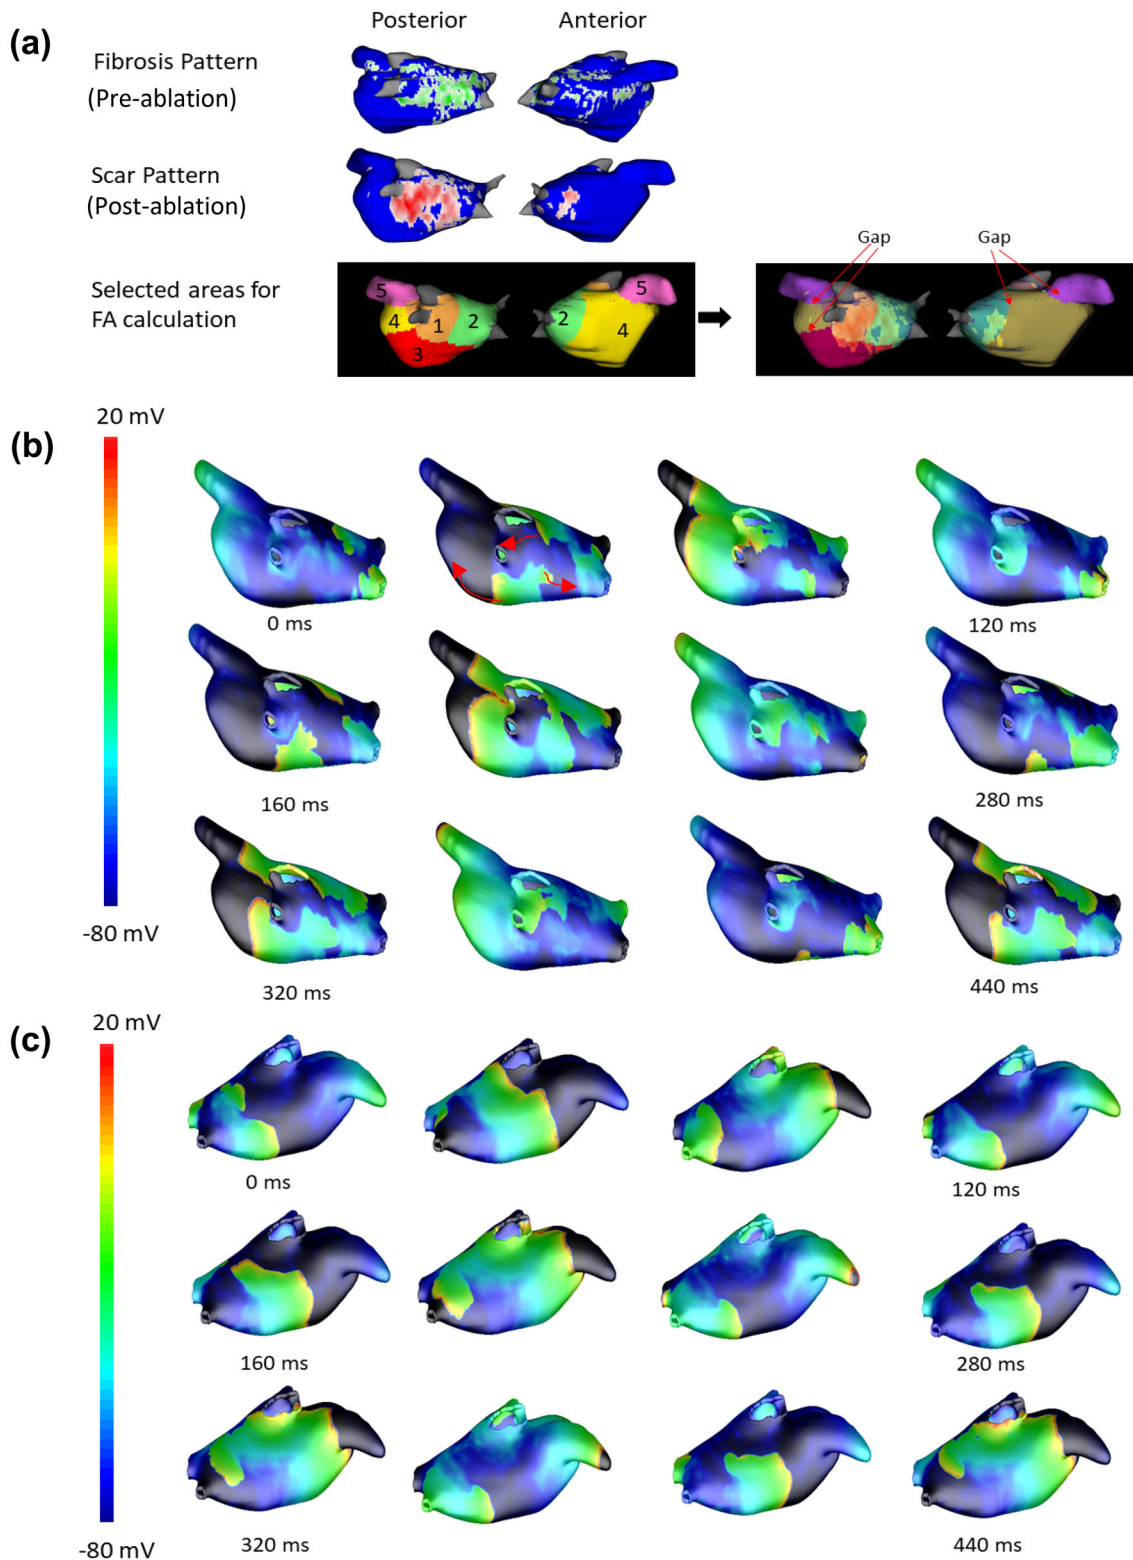 (a)
Posterior Anterior
Fibrosis Pattern
(Pre-ablation)
Scar Pattern
(Post-ablation)
Gap Gap
Selected areas for
FA calculation
5 4 1 2 3
5 2 4
(b)
20 mV
-80 mV
0 ms 120 ms
160 ms 280 ms
320 ms 440 ms
(c)
20 mV
-80 mV
0 ms 120 ms
160 ms 280 ms
320 ms 440 ms